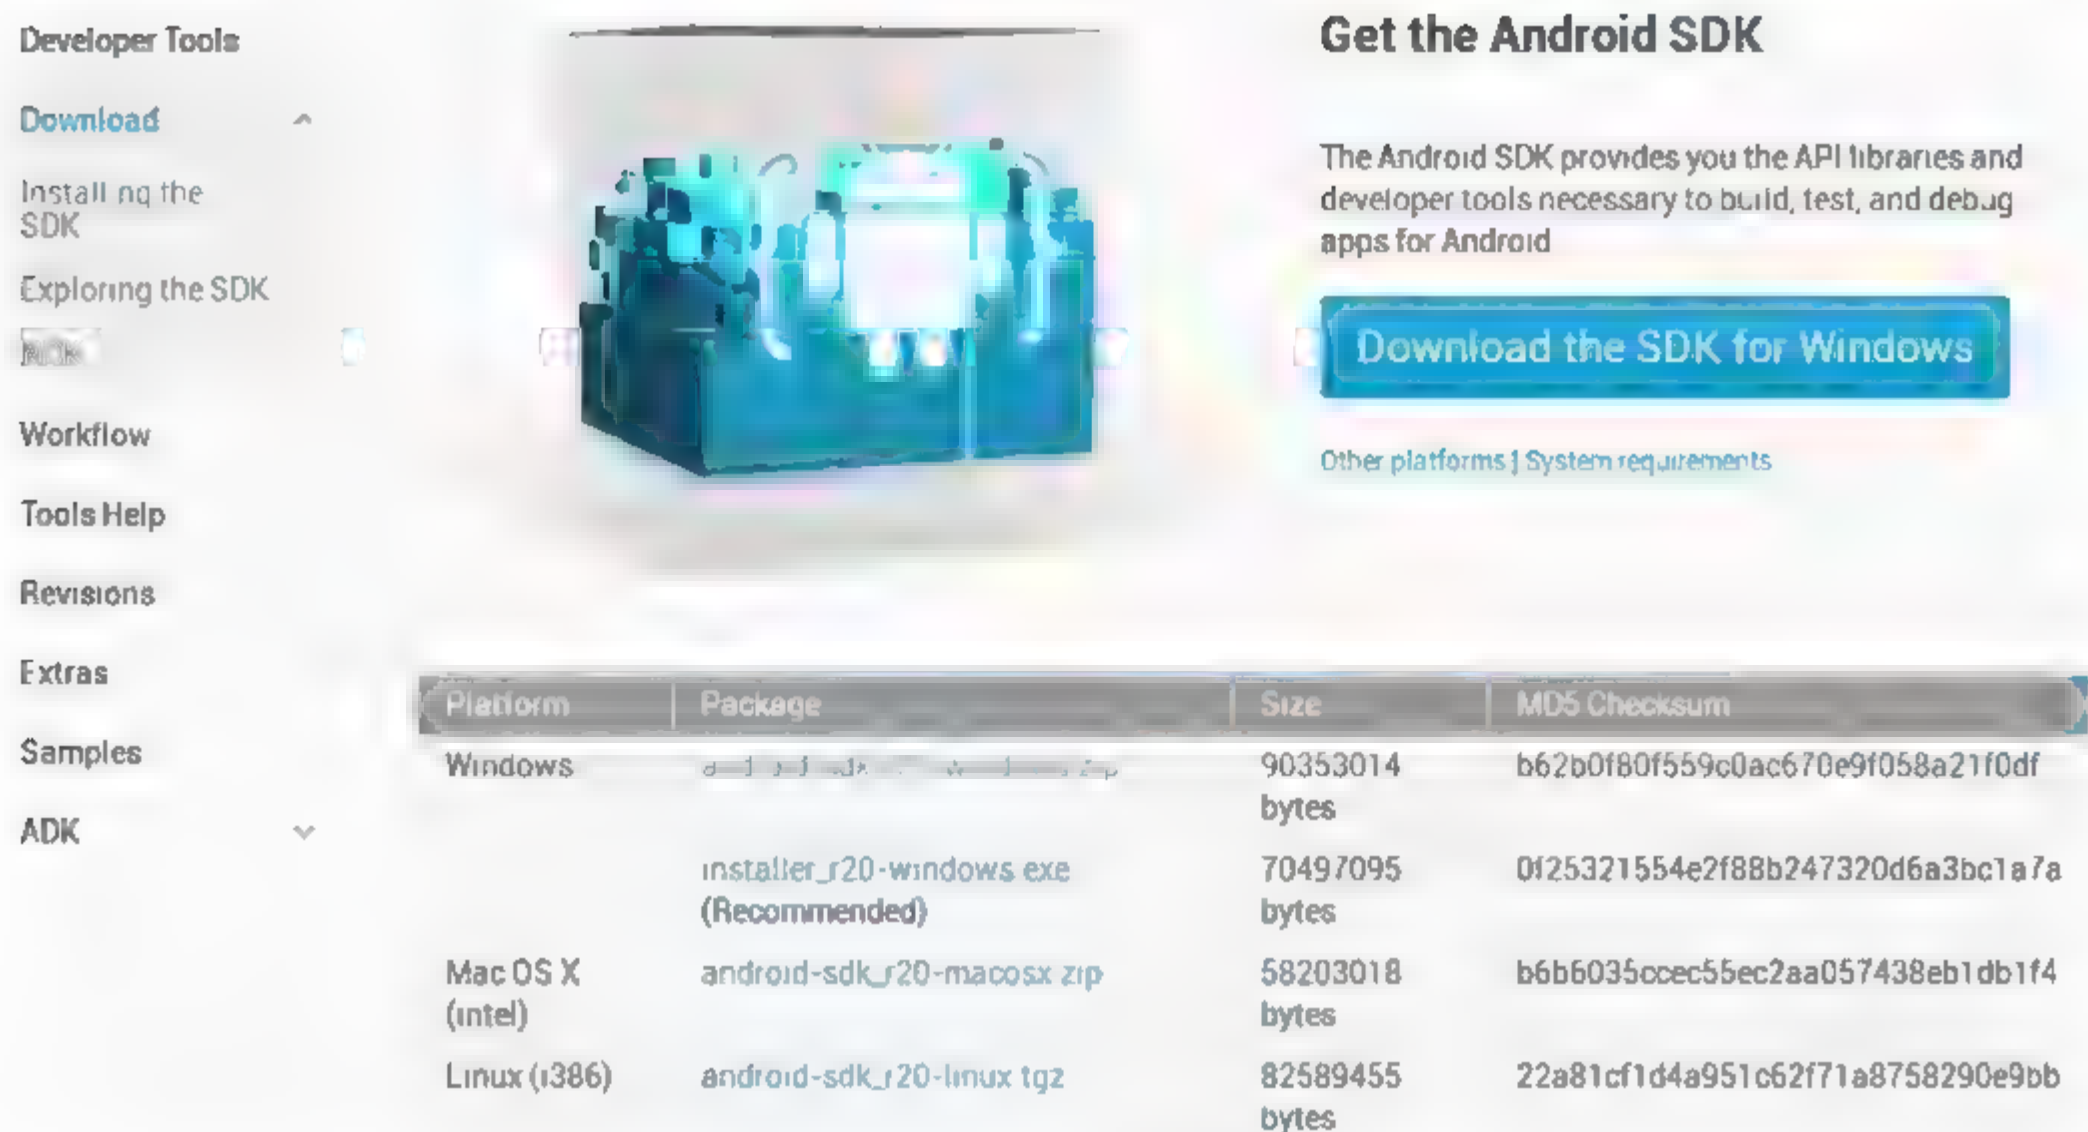 Developer Tools
Download
Installing the
SDK
Exploring the SDK
NDK
Workflow
Tools Help
Revisions
Extras
Samples
ADK
Get the Android SDK
The Android SDK provides you the API libraries and
developer tools necessary to build, test, and debug
apps for Android
Download the SDK for Windows
Other platforms | System requirements
Platform Package Size MD5 Checksum
Windows 90353014 b62b0f80f559c0ac670e9f058a21f0df
bytes
installer_r20-windows exe 70497095 0f25321554e2f88b247320d6a3bc1a7a
(Recommended) bytes
Mac OS X android-sdk_r20-macosx zip 58203018 b6b6035ccec55ec2aa057438eb1db1f4
(intel) bytes
Linux (i386) android-sdk_r20-linux tgz 82589455 22a81cf1d4a951c62f71a8758290e9bb
bytes